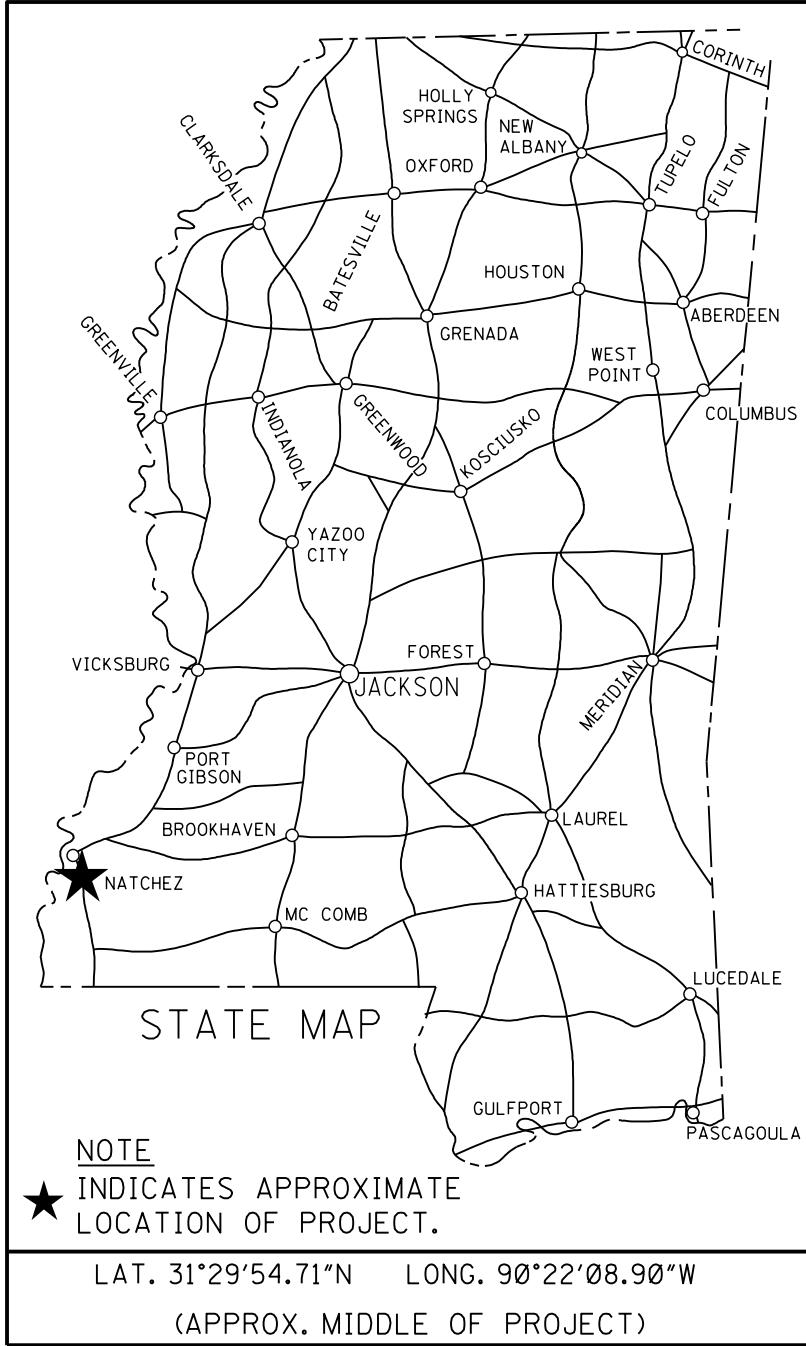 CORINTH
HOLLY
SPRINGS
NEW
ALBANY
CLARKSDALE
OXFORD
TUPELO
FULTON
BATESVILLE
HOUSTON
ABERDEEN
GREENVILLE
GRENADA
WEST
POINT
COLUMBUS
INDIANOLA
GREENWOOD
KOSCIUSKO
YAZOO
CITY
VICKSBURG
FOREST
JACKSON
MERIDIAN
PORT
GIBSON
BROOKHAVEN
LAUREL
NATCHEZ
HATTIESBURG
MC COMB
LUCEDALE
STATE MAP
GULFPORT
PASCAGOULA
NOTE
INDICATES APPROXIMATE
LOCATION OF PROJECT.
LAT. 31°29'54.71"N LONG. 90°22'08.90"W
(APPROX. MIDDLE OF PROJECT)